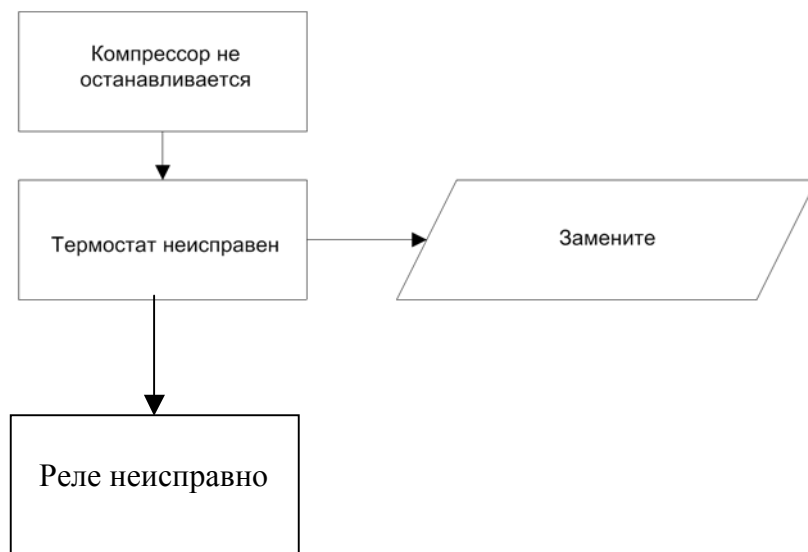 Компрессор не
останавливается
Термостат неисправен
Замените
Реле неисправно